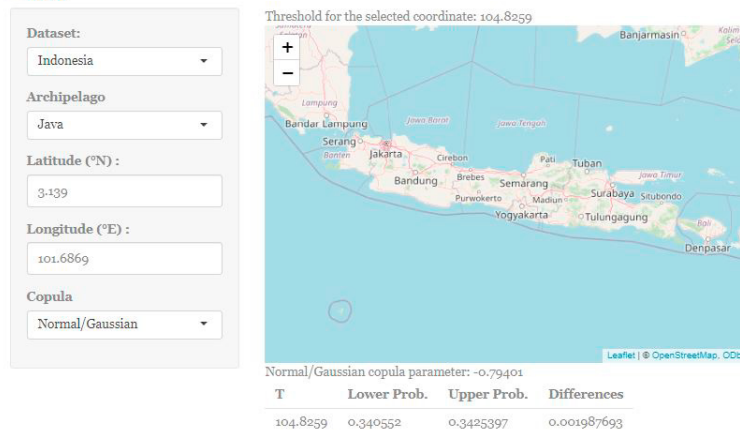 Dataset:
Indonesia
Archipelago
Java
Latitude (°N) :
3.139
Longitude (°E) :
101.6869
Copula
Normal/Gaussian
Threshold for the selected coordinate: 104.8259
+
−
Banjarmasin
Lampung
Bandar Lampung
Jawa Barat
Jawa Tengah
Serang
Banten
Jakarta
Cirebon
Pati
Tuban
Jawa Timur
Bandung
Brebes
Semarang
Surabaya
Situbondo
Purwokerto
Madiun
Yogyakarta
Tulungagung
Bali
Denpasar
Leaflet | © OpenStreetMap, ODb
Normal/Gaussian copula parameter: -0.79401
T Lower Prob. Upper Prob. Differences
104.8259 0.340552 0.3425397 0.001987693